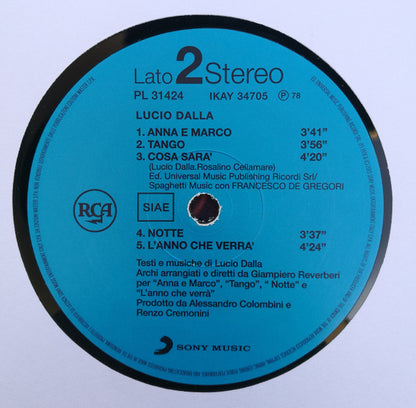 Lato 2 Stereo
PL 31424 IKAY 34705 Ⓟ 78
LUCIO DALLA
1. ANNA E MARCO 3'41"
2. TANGO 3'56"
3. COSA SARA' 4'20"
(Lucio Dalla.Rosalino Cellamare)
Ed. Universal Music Publishing Ricordi Srl/
Spaghetti Music con FRANCESCO DE GREGORI
RCA
SIAE
4. NOTTE 3'37"
5. L'ANNO CHE VERRA' 4'24"
Testi e musiche di Lucio Dalla
Archi arrangiati e diretti da Giampiero Reverberi
per "Anna e Marco", "Tango", " Notte" e
"L'anno che verrà"
Prodotto da Alessandro Colombini e
Renzo Cremonini
SONY MUSIC